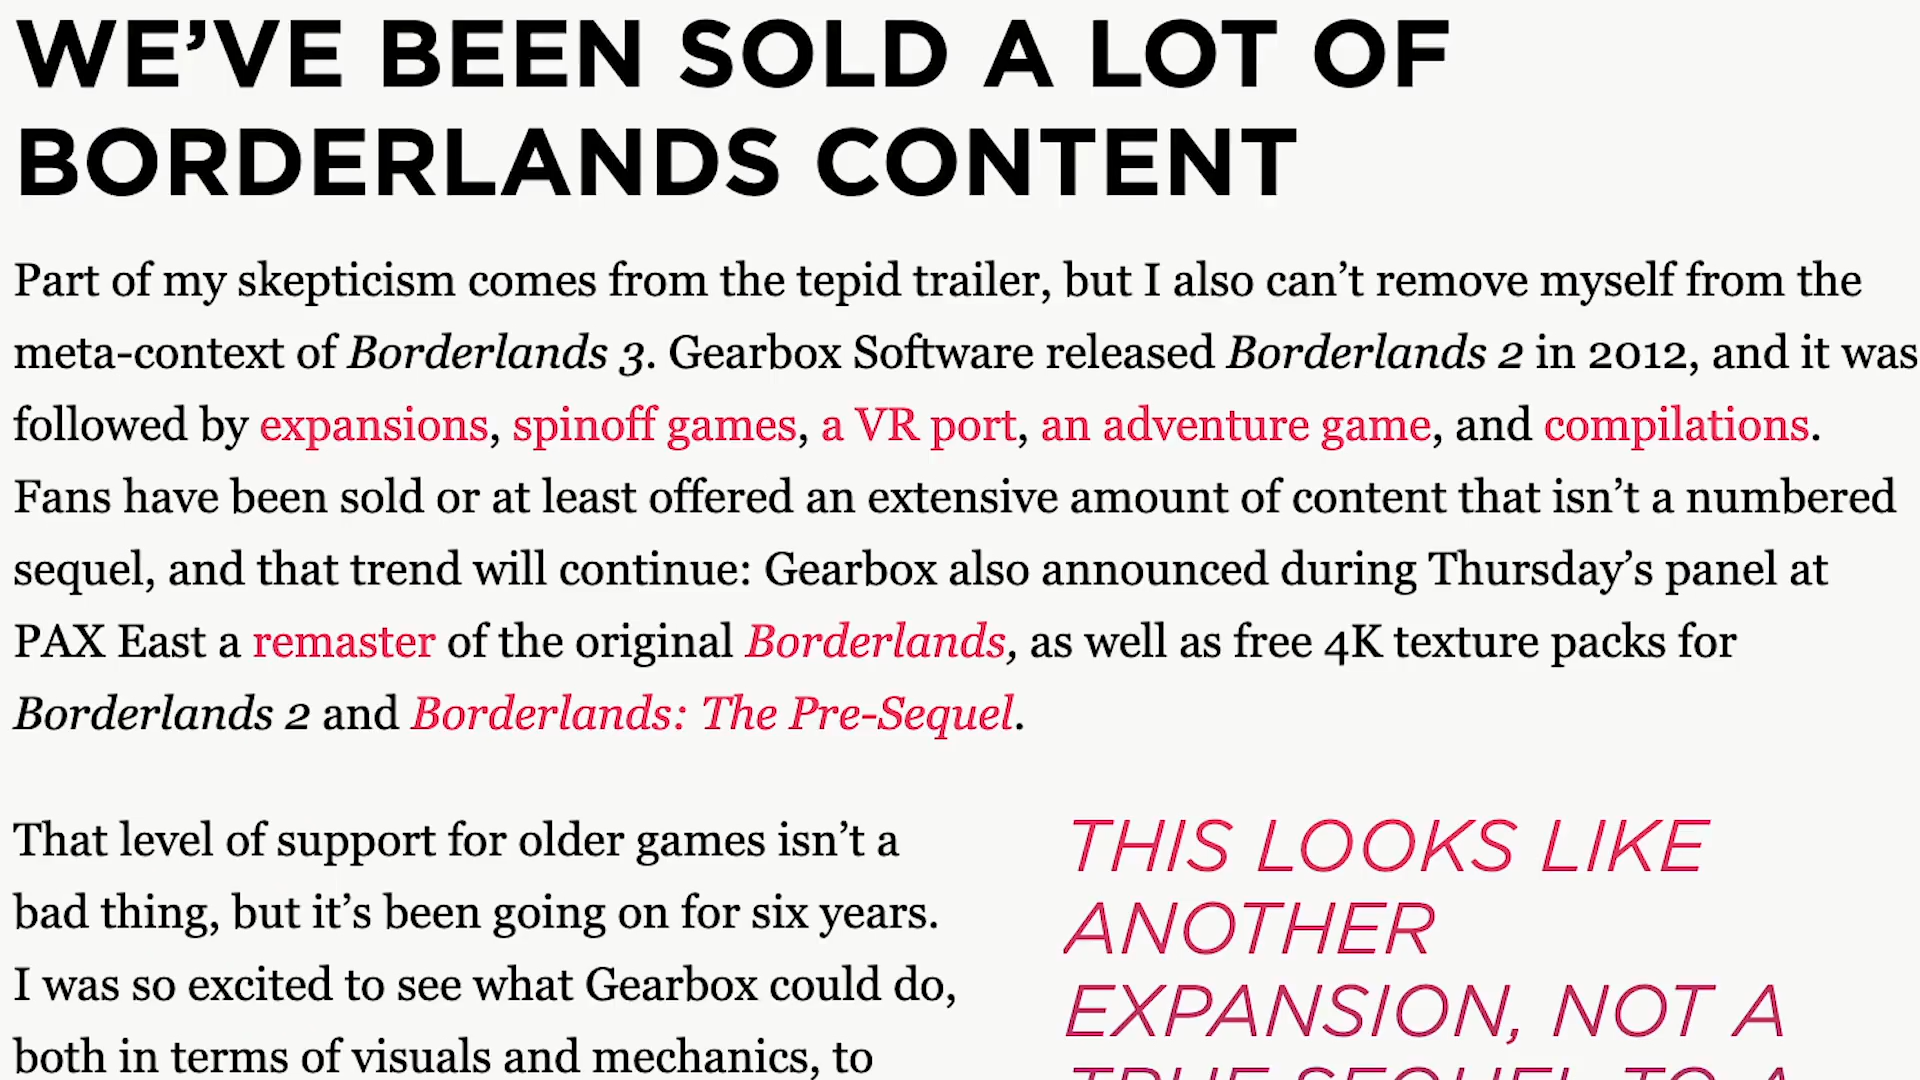 WE’VE BEEN SOLD A LOT OF
BORDERLANDS CONTENT
Part of my skepticism comes from the tepid trailer, but I also can’t remove myself from the
meta-context of Borderlands 3. Gearbox Software released Borderlands 2 in 2012, and it was
followed by expansions, spinoff games, a VR port, an adventure game, and compilations.
Fans have been sold or at least offered an extensive amount of content that isn’t a numbered
sequel, and that trend will continue: Gearbox also announced during Thursday’s panel at
PAX East a remaster of the original Borderlands, as well as free 4K texture packs for
Borderlands 2 and Borderlands: The Pre-Sequel.
That level of support for older games isn’t a
bad thing, but it’s been going on for six years.
I was so excited to see what Gearbox could do,
both in terms of visuals and mechanics, to
THIS LOOKS LIKE
ANOTHER
EXPANSION, NOT A
TRUE SEQUEL TO A